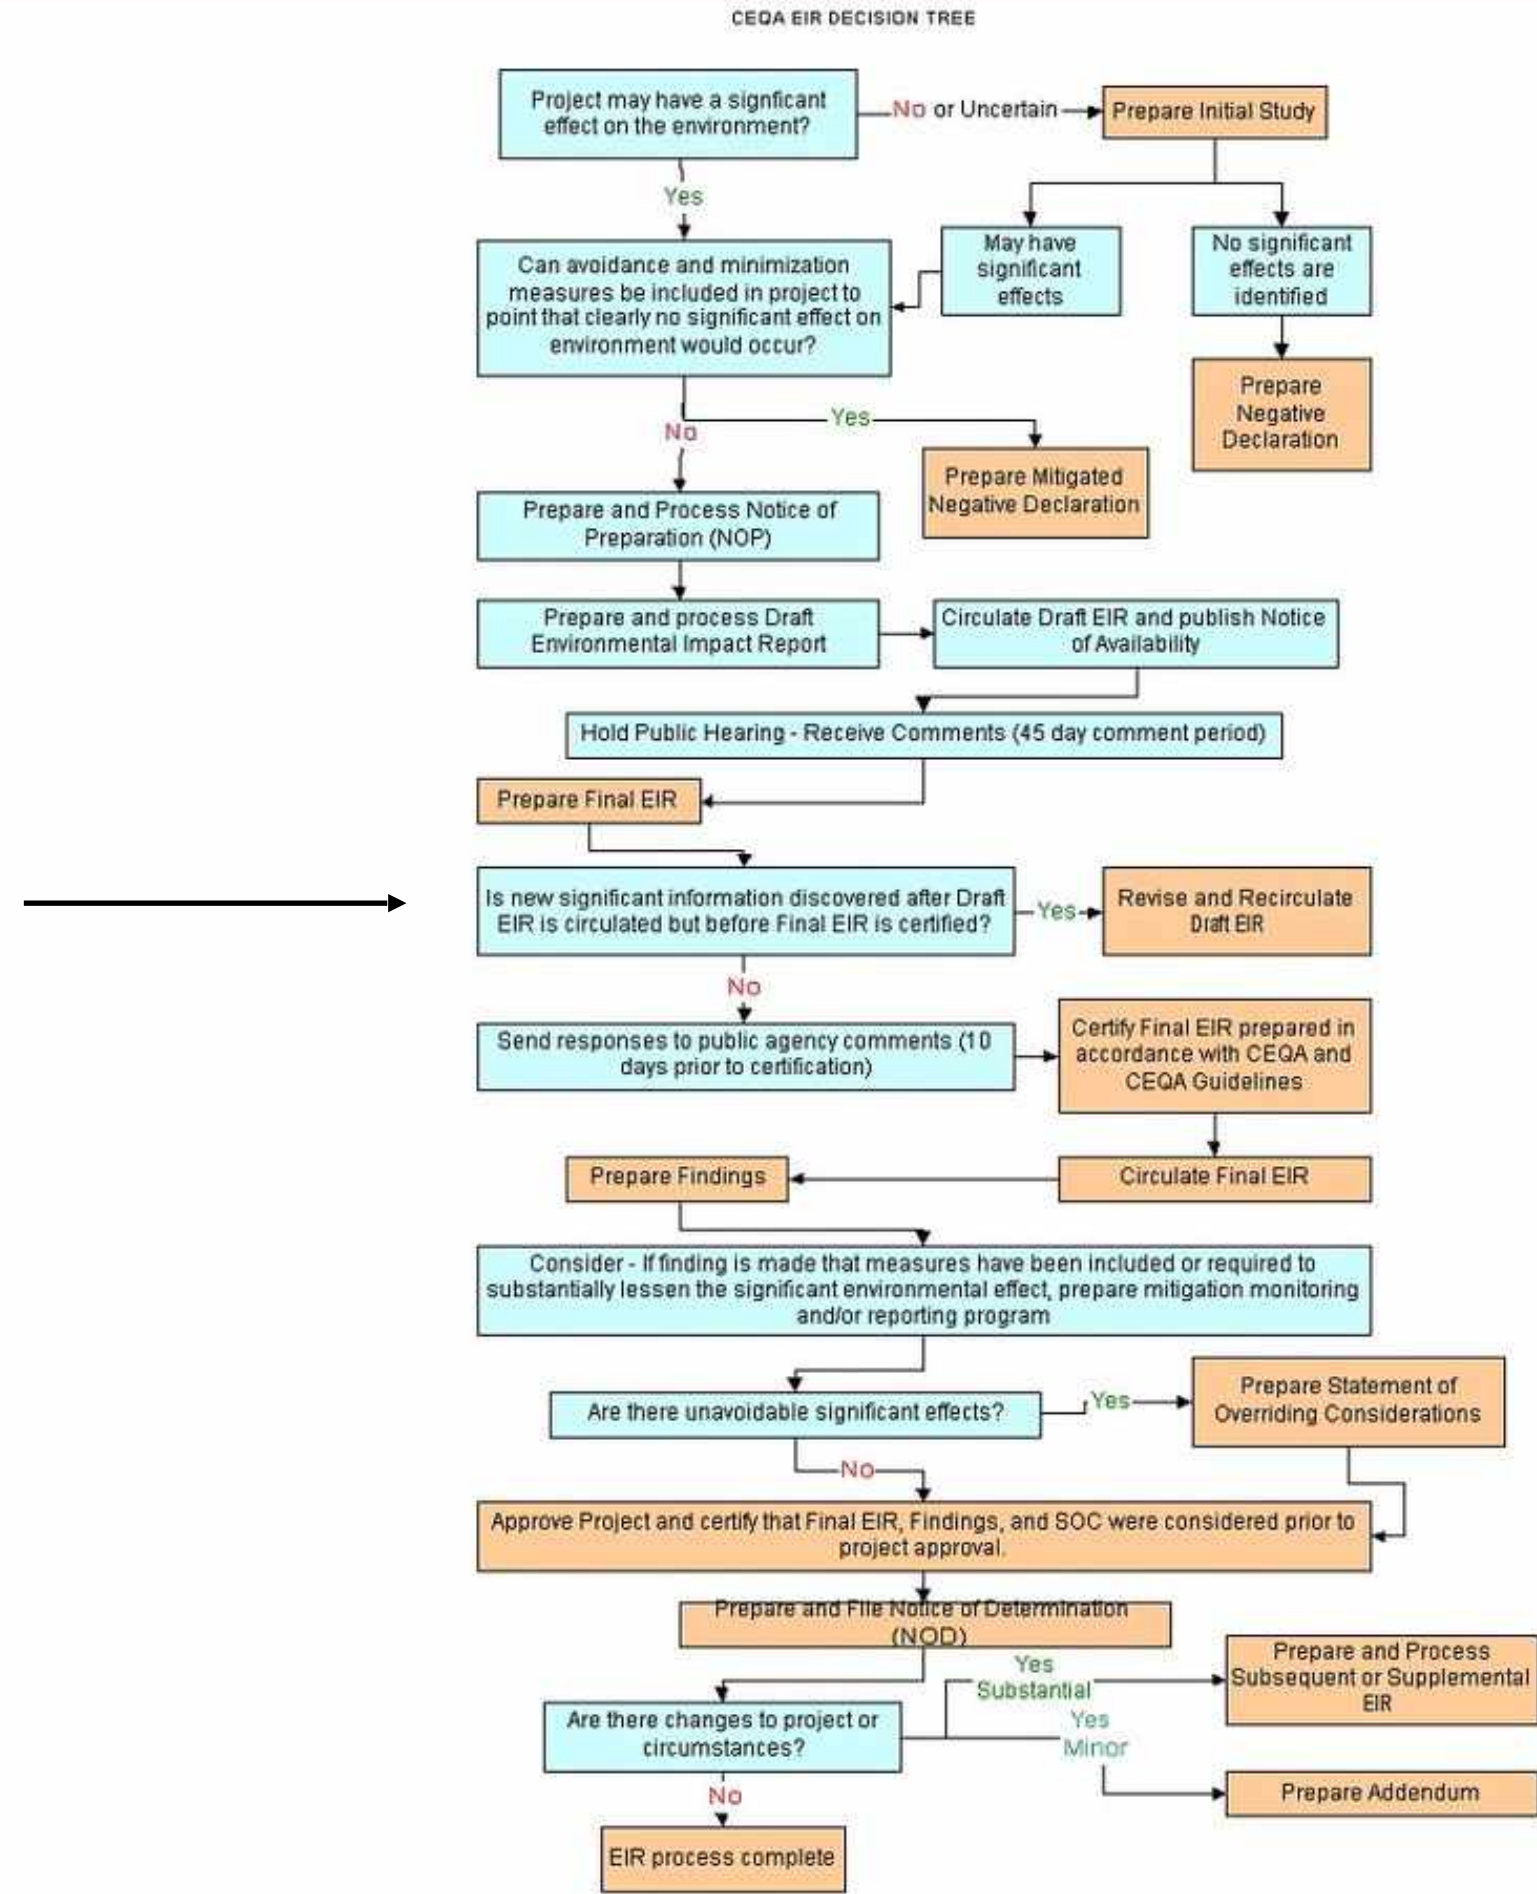 CEQA EIR DECISION TREE
Project may have a signficant
effect on the environment?
No or Uncertain
Prepare Initial Study
Yes
May have
significant
effects
No significant
effects are
identified
Can avoidance and minimization
measures be included in project to
point that clearly no significant effect on
environment would occur?
Prepare
Negative
Declaration
Yes
No
Prepare Mitigated
Negative Declaration
Prepare and Process Notice of
Preparation (NOP)
Prepare and process Draft
Environmental Impact Report
Circulate Draft EIR and publish Notice
of Availability
Hold Public Hearing - Receive Comments (45 day comment period)
Prepare Final EIR
Is new significant information discovered after Draft
EIR is circulated but before Final EIR is certified?
Yes
Revise and Recirculate
Draft EIR
No
Send responses to public agency comments (10
days prior to certification)
Certify Final EIR prepared in
accordance with CEQA and
CEQA Guidelines
Prepare Findings
Circulate Final EIR
Consider - If finding is made that measures have been included or required to
substantially lessen the significant environmental effect, prepare mitigation monitoring
and/or reporting program
Are there unavoidable significant effects?
Yes
Prepare Statement of
Overriding Considerations
No
Approve Project and certify that Final EIR, Findings, and SOC were considered prior to
project approval.
Prepare and File Notice of Determination
(NOD)
Yes
Substantial
Prepare and Process
Subsequent or Supplemental
EIR
Are there changes to project or
circumstances?
Yes
Minor
Prepare Addendum
No
EIR process complete